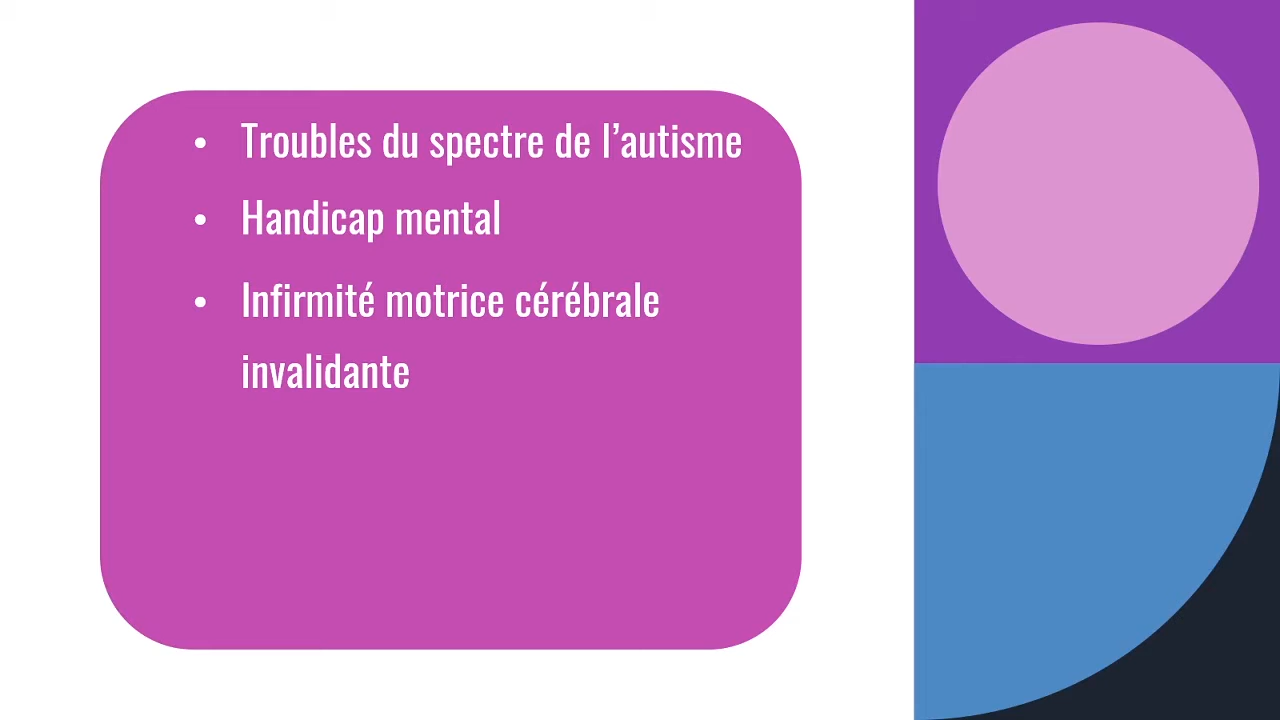 • Troubles du spectre de l’autisme
• Handicap mental
• Infirmité motrice cérébrale
invalidante